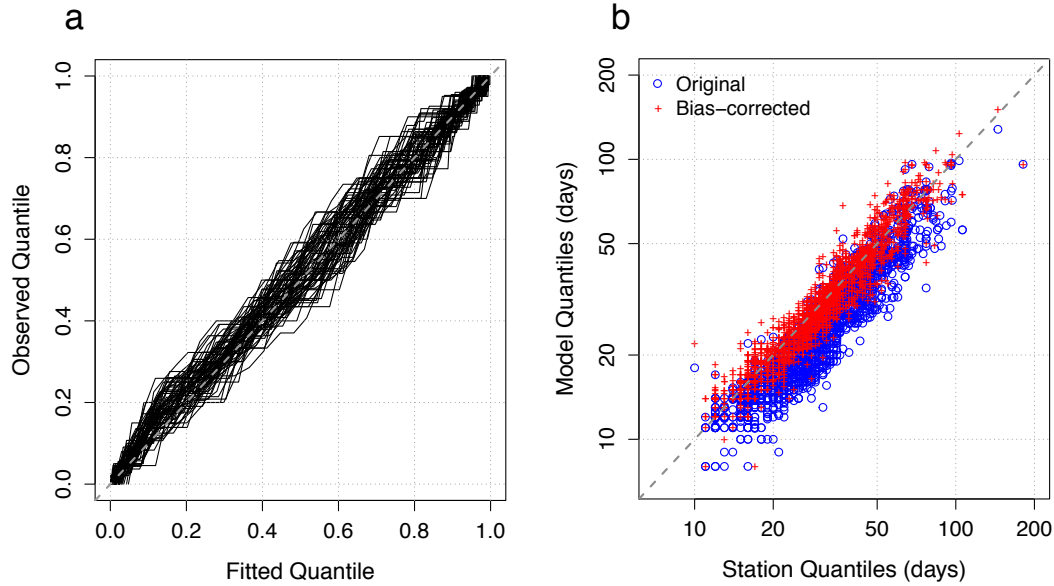 a
Observed Quantile
1.0
0.8
0.6
0.4
0.2
0.0
0.0 0.2 0.4 0.6 0.8 1.0
Fitted Quantile
b
Original
Bias−corrected
Model Quantiles (days)
200
100
50
20
10
10 20 50 100 200
Station Quantiles (days)